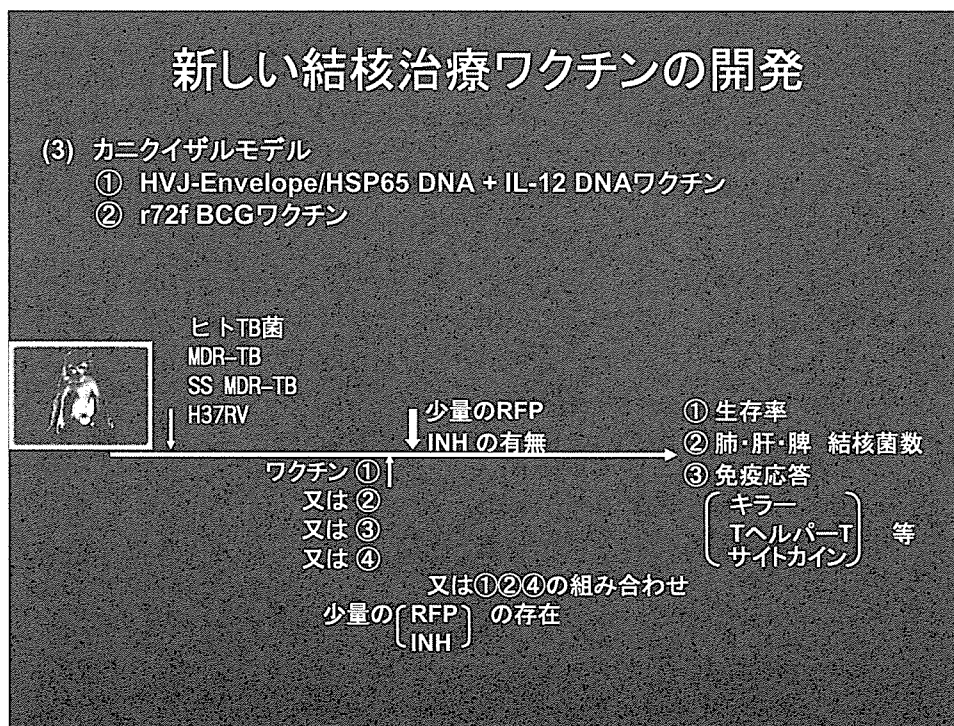 新しい結核治療ワクチンの開発
(3) カニクイザルモデル
① HVJ-Envelope/HSP65 DNA + IL-12 DNAワクチン
② r72f BCGワクチン
ヒトTB菌
MDR-TB
SS MDR-TB
H37RV
少量のRFP
INH の有無
ワクチン ①
又は ②
又は ③
又は ④
又は①②④の組み合わせ
少量の RFP の存在
INH
① 生存率
② 肺・肝・脾 結核菌数
③ 免疫応答
キラー
TヘルパーT 等
サイトカイン